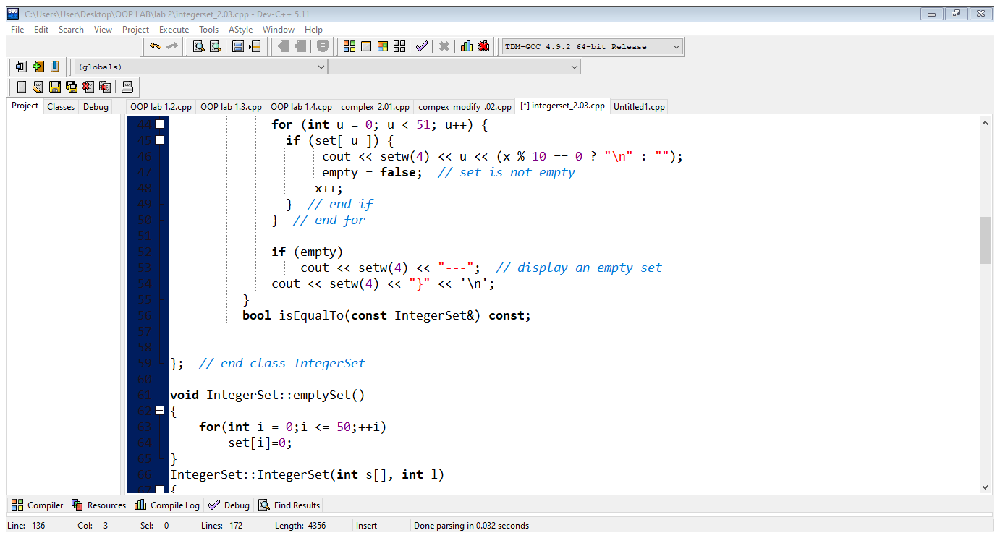 C:\Users\User\Desktop\OOP LAB\lab 2\integerset_2.03.cpp - Dev-C++ 5.11
File Edit Search View Project Execute Tools AStyle Window Help
TDM-GCC 4.9.2 64-bit Release
(globals)
Project Classes Debug
OOP lab 1.2.cpp OOP lab 1.3.cpp OOP lab 1.4.cpp complex_2.01.cpp compex_modify_.02.cpp [*] integerset_2.03.cpp Untitled1.cpp
44 for (int u = 0; u < 51; u++) {
45 if (set[ u ]) {
46 cout << setw(4) << u << (x % 10 == 0 ? "\n" : "");
47 empty = false; // set is not empty
48 x++;
49 } // end if
50 } // end for
51
52 if (empty)
53 cout << setw(4) << "---"; // display an empty set
54 cout << setw(4) << "}" << '\n';
55 }
56 bool isEqualTo(const IntegerSet&) const;
57
58
59 }; // end class IntegerSet
60
61 void IntegerSet::emptySet()
62 {
63 for(int i = 0;i <= 50;++i)
64 set[i]=0;
65 }
66 IntegerSet::IntegerSet(int s[], int l)
67 {
Compiler Resources Compile Log Debug Find Results
Line: 136 Col: 3 Sel: 0 Lines: 172 Length: 4356 Insert Done parsing in 0.032 seconds